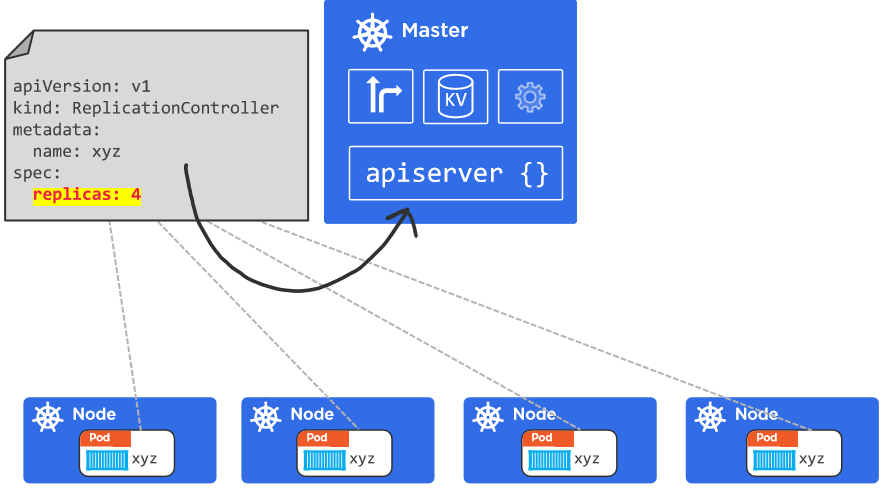 apiVersion: v1
kind: ReplicationController
metadata:
  name: xyz
spec:
  replicas: 4
Master
KV
apiserver {}
Node
Pod
xyz
Node
Pod
xyz
Node
Pod
xyz
Node
Pod
xyz